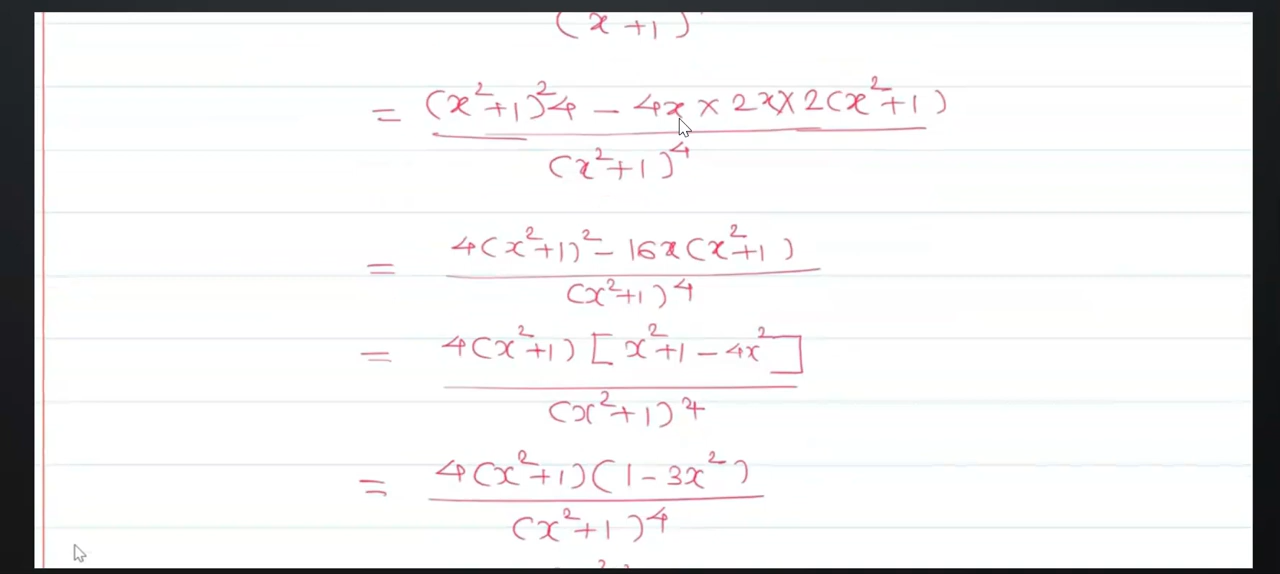 (x +1)
= (x²+1)²4 − 4x × 2x × 2(x²+1)
(x²+1)⁴
= 4(x²+1)² − 16x(x²+1)
(x²+1)⁴
= 4(x²+1) [x²+1 − 4x²]
(x²+1)⁴
= 4(x²+1)(1 − 3x²)
(x²+1)⁴